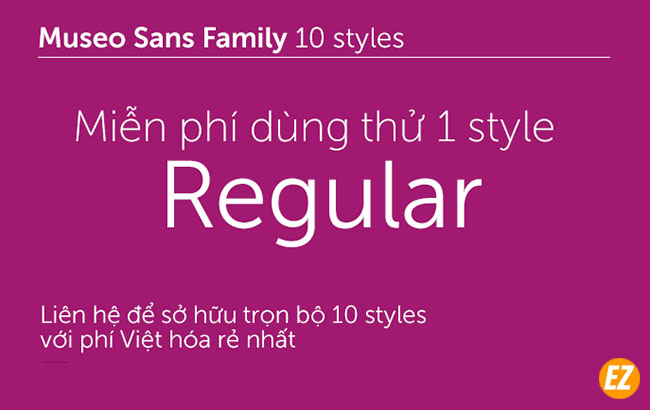 Museo Sans Family 10 styles
Miễn phí dùng thử 1 style
Regular
Liên hệ để sở hữu trọn bộ 10 styles
với phí Việt hóa rẻ nhất
EZ